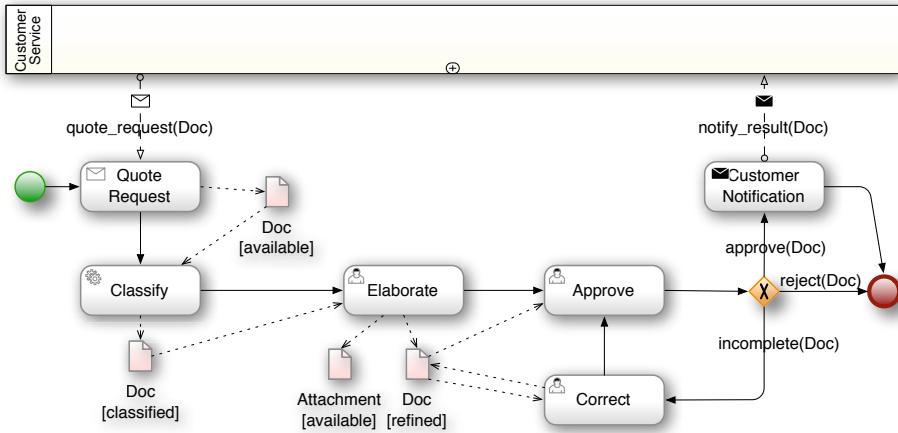 Customer
Service
quote_request(Doc)
notify_result(Doc)
Quote
Request
Customer
Notification
Doc
[available]
approve(Doc)
Classify
Elaborate
Approve
X
reject(Doc)
incomplete(Doc)
Doc
[classified]
Attachment
[available]
Doc
[refined]
Correct